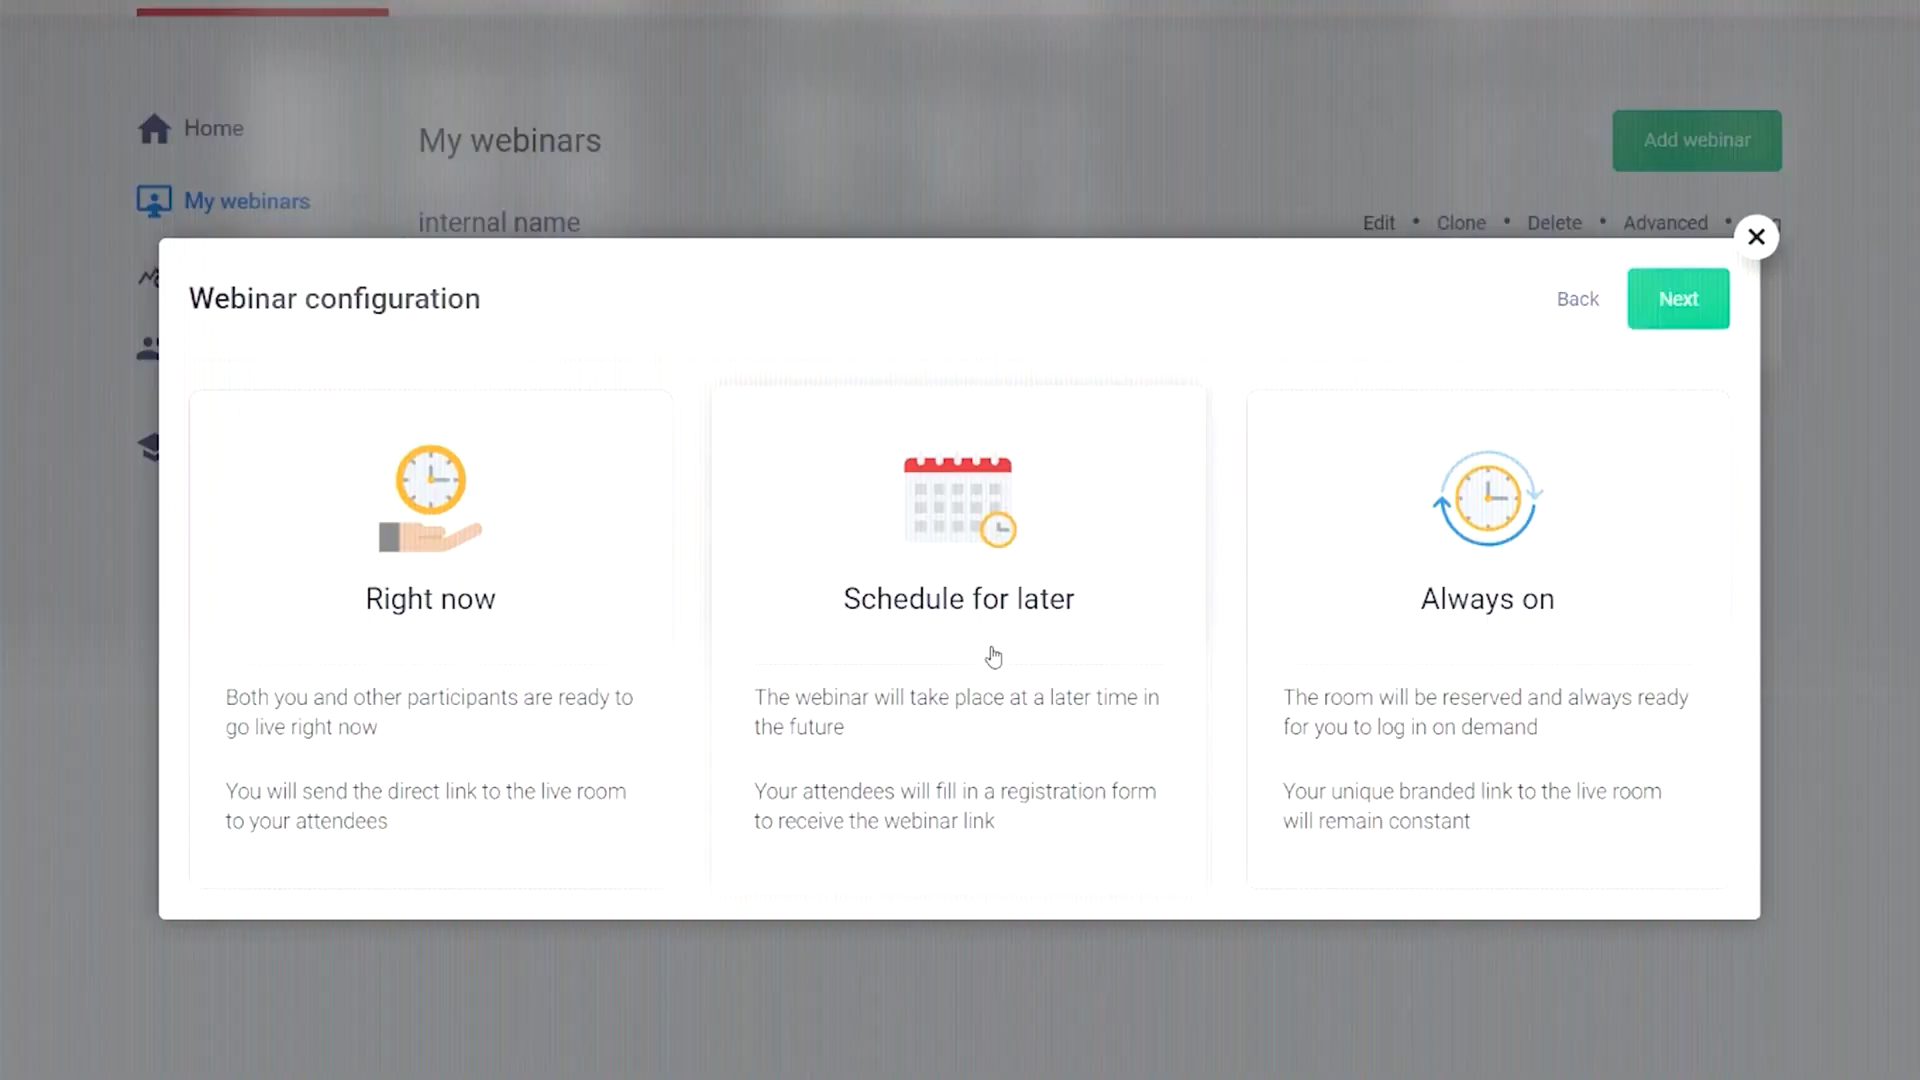 Home
My webinars
Add webinar
My webinars
internal name
Edit • Clone • Delete • Advanced •
Webinar configuration
Back
Next
Right now
Schedule for later
Always on
Both you and other participants are ready to
go live right now
You will send the direct link to the live room
to your attendees
The webinar will take place at a later time in
the future
Your attendees will fill in a registration form
to receive the webinar link
The room will be reserved and always ready
for you to log in on demand
Your unique branded link to the live room
will remain constant